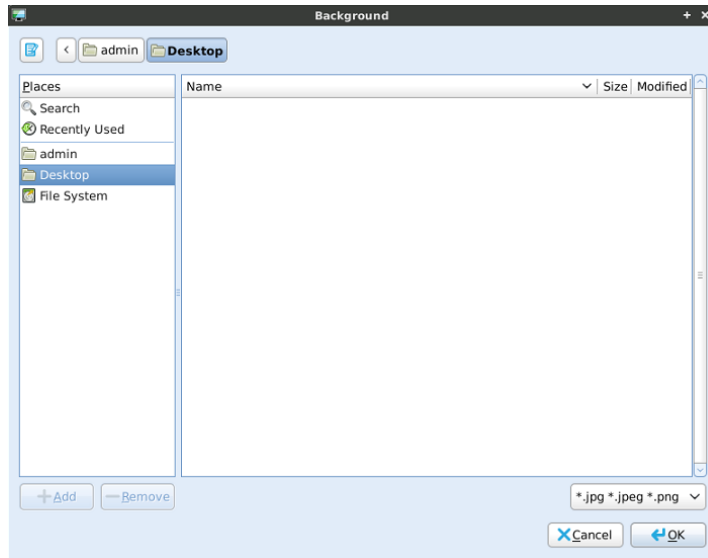 Background
admin Desktop
Places
Name Size Modified
Search
Recently Used
admin
Desktop
File System
Add Remove
*.jpg *.jpeg *.png
Cancel OK